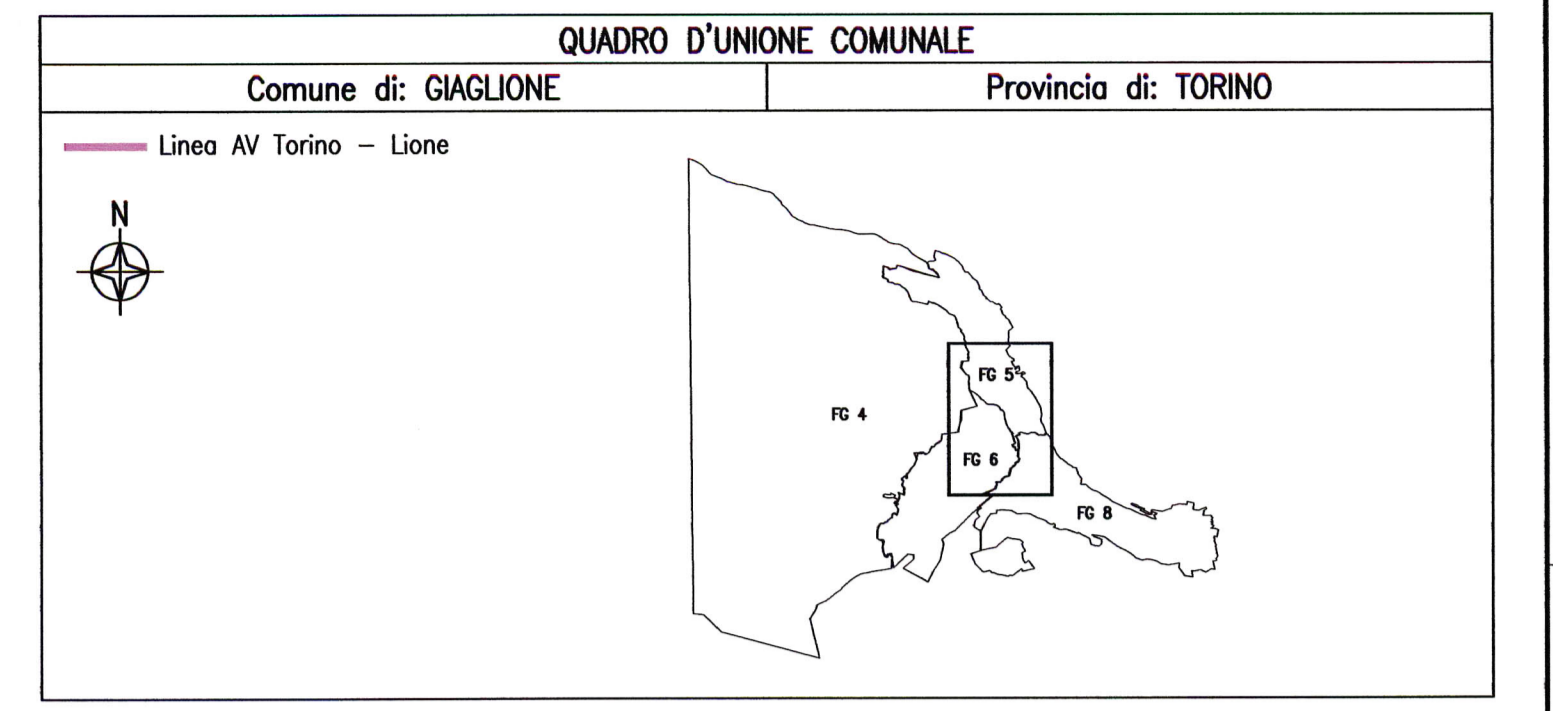 QUADRO D'UNIONE COMUNALE
Comune di: GIAGLIONE
Provincia di: TORINO
Linea AV Torino – Lione
N
FG 5
FG 4
FG 6
FG 8